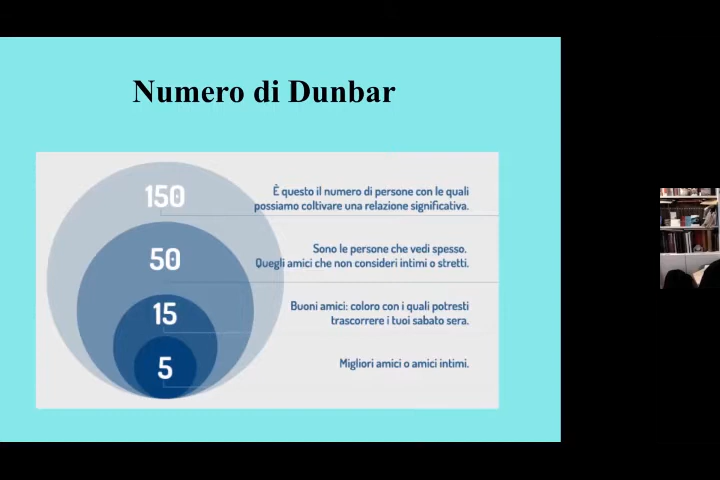 Numero di Dunbar
150
È questo il numero di persone con le quali
possiamo coltivare una relazione significativa.
50
Sono le persone che vedi spesso.
Quegli amici che non consideri intimi o stretti.
15
Buoni amici: coloro con i quali potresti
trascorrere i tuoi sabato sera.
5
Migliori amici o amici intimi.